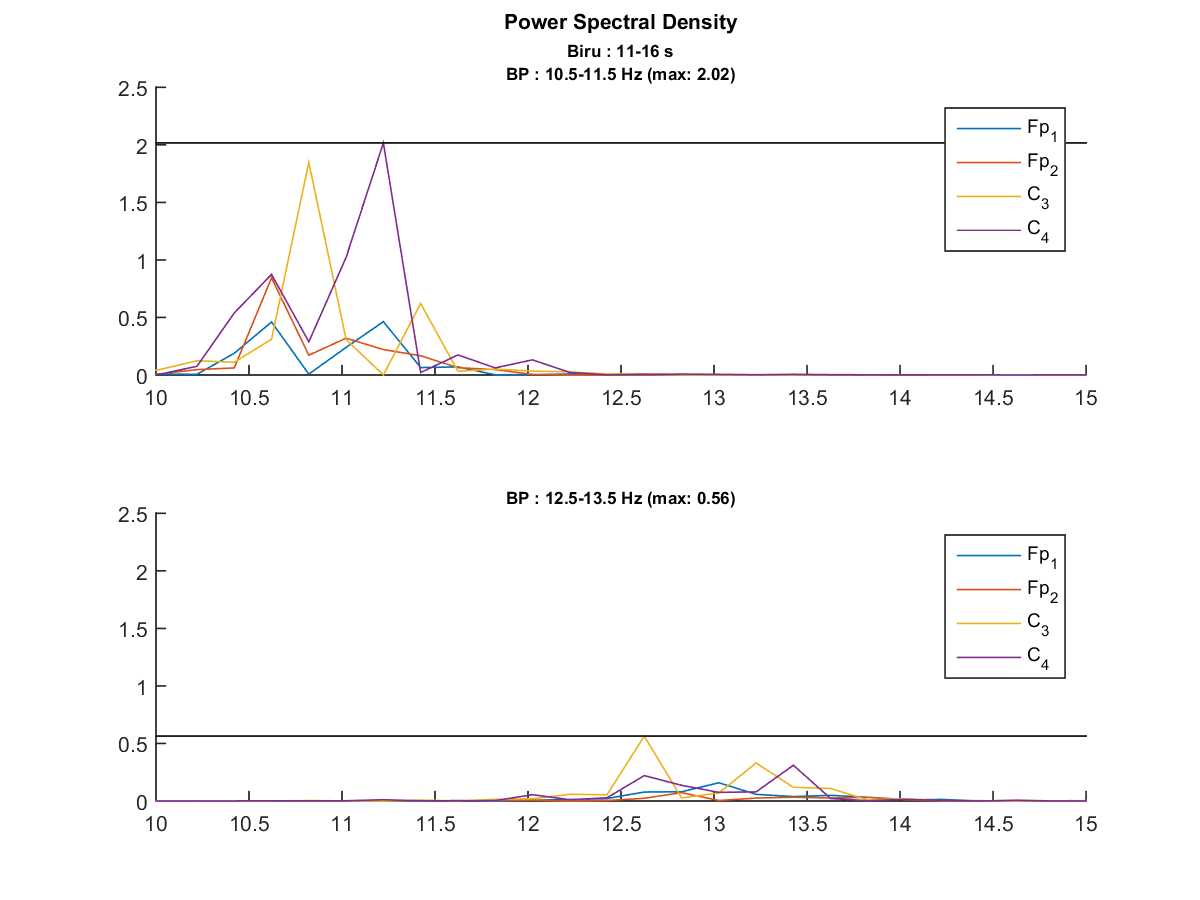 Power Spectral Density
Biru : 11-16 s
BP : 10.5-11.5 Hz (max: 2.02)
2.5
2
1.5
1
0.5
0
10 10.5 11 11.5 12 12.5 13 13.5 14 14.5 15
Fp1
Fp2
C3
C4
BP : 12.5-13.5 Hz (max: 0.56)
2.5
2
1.5
1
0.5
0
10 10.5 11 11.5 12 12.5 13 13.5 14 14.5 15
Fp1
Fp2
C3
C4